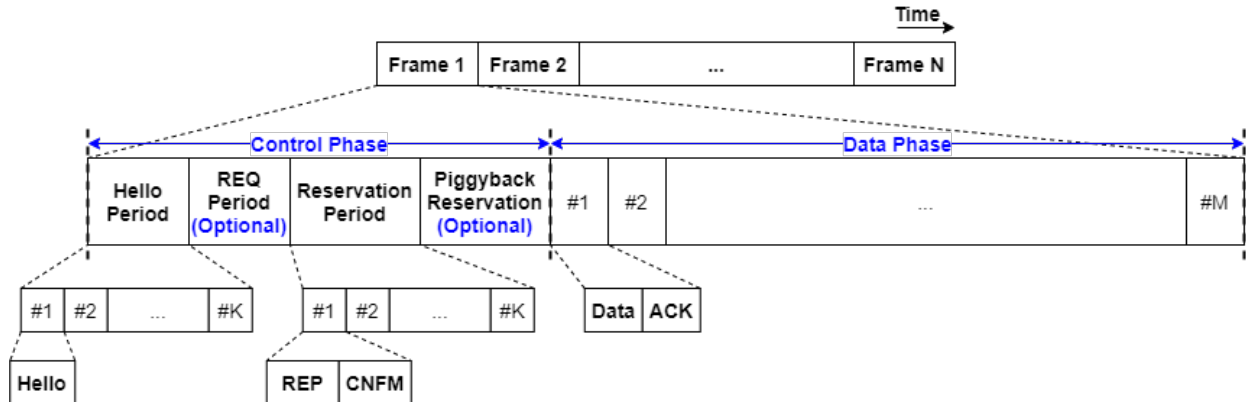 Time
Frame 1 Frame 2 ... Frame N
Control Phase Data Phase
Hello Period REQ Period (Optional) Reservation Period Piggyback Reservation (Optional) #1 #2 ... #M
#1 #2 ... #K #1 #2 ... #K Data ACK
Hello REP CNFM